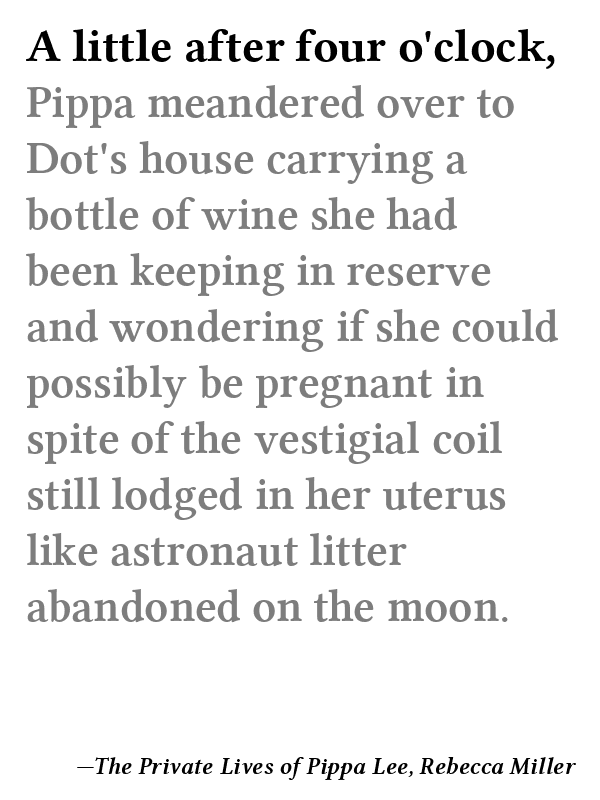 A little after four o'clock,
Pippa meandered over to
Dot's house carrying a
bottle of wine she had
been keeping in reserve
and wondering if she could
possibly be pregnant in
spite of the vestigial coil
still lodged in her uterus
like astronaut litter
abandoned on the moon.
—The Private Lives of Pippa Lee, Rebecca Miller